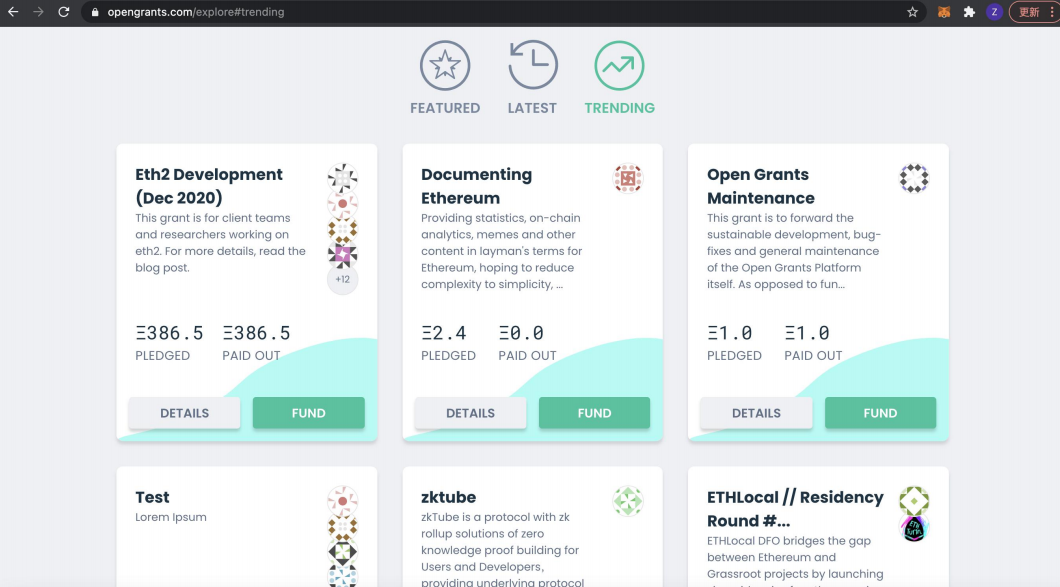 opengrants.com/explore#trending
Z
更新
FEATURED
LATEST
TRENDING
Eth2 Development
(Dec 2020)
This grant is for client teams
and researchers working on
eth2. For more details, read the
blog post.
+12
Ξ386.5 Ξ386.5
PLEDGED PAID OUT
DETAILS FUND
Documenting
Ethereum
Providing statistics, on-chain
analytics, memes and other
content in layman's terms for
Ethereum, hoping to reduce
complexity to simplicity, ...
Ξ2.4 Ξ0.0
PLEDGED PAID OUT
DETAILS FUND
Open Grants
Maintenance
This grant is to forward the
sustainable development, bug-
fixes and general maintenance
of the Open Grants Platform
itself. As opposed to fun...
Ξ1.0 Ξ1.0
PLEDGED PAID OUT
DETAILS FUND
Test
Lorem Ipsum
zktube
zkTube is a protocol with zk
rollup solutions of zero
knowledge proof building for
Users and Developers,
providing underlying protocol
ETHLocal // Residency
Round #...
ETHLocal DFO bridges the gap
between Ethereum and
Grassroot projects by launching